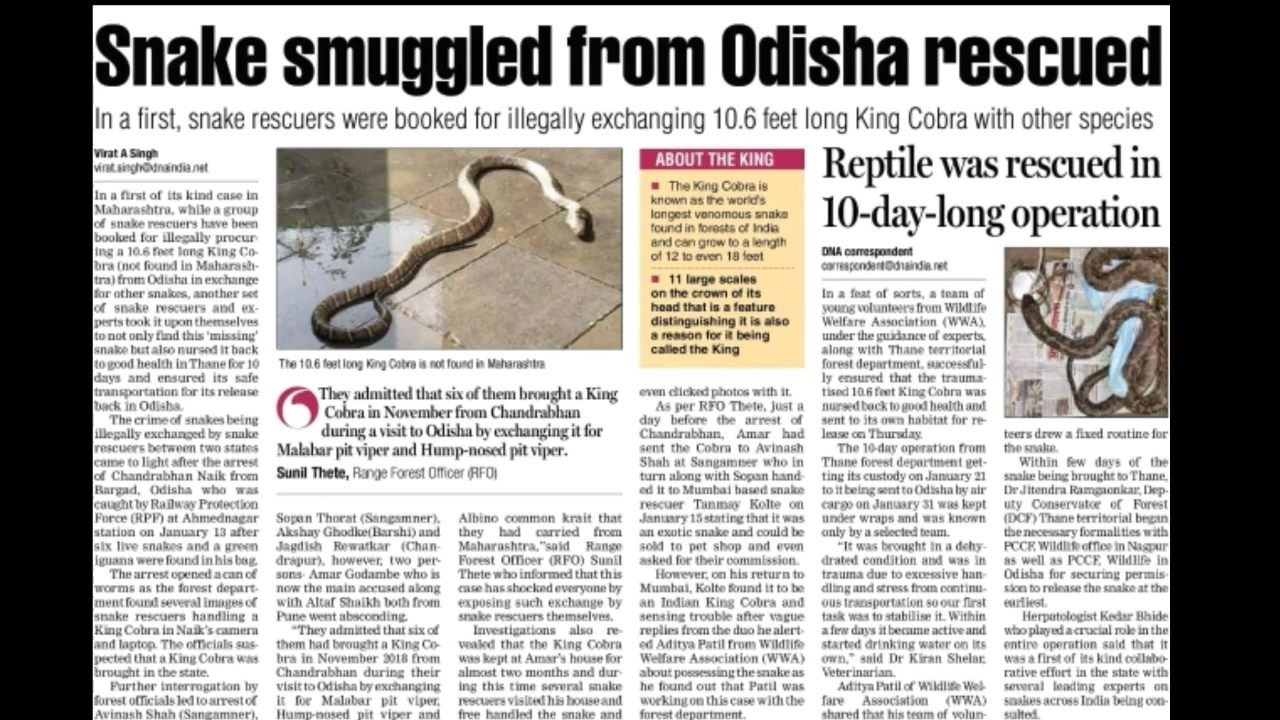 Snake smuggled from Odisha rescued
In a first, snake rescuers were booked for illegally exchanging 10.6 feet long King Cobra with other species
Virat A Singh
virat.singh@dnaindia.net
In a first of its kind case in
Maharashtra, while a group
of snake rescuers have been
booked for illegally procur-
ing a 10.6 feet long King Co-
bra (not found in Maharash-
tra) from Odisha in exchange
for other snakes, another set
of snake rescuers and ex-
perts took it upon themselves
to not only find this 'missing'
snake but also nursed it back
to good health in Thane for 10
days and ensured its safe
transportation for its release
back in Odisha.
The crime of snakes being
illegally exchanged by snake
rescuers between two states
came to light after the arrest
of Chandrabhan Naik from
Bargad, Odisha who was
caught by Railway Protection
Force (RPF) at Ahmednagar
station on January 13 after
six live snakes and a green
iguana were found in his bag.
The arrest opened a can of
worms as the forest depart-
ment found several images of
snake rescuers handling a
King Cobra in Naik's camera
and laptop. The officials sus-
pected that a King Cobra was
brought in the state.
Further interrogation by
forest officials led to arrest of
Avinash Shah (Sangamner),
The 10.6 feet long King Cobra is not found in Maharashtra
They admitted that six of them brought a King
Cobra in November from Chandrabhan
during a visit to Odisha by exchanging it for
Malabar pit viper and Hump-nosed pit viper.
Sunil Thete, Range Forest Officer (RFO)
Sopan Thorat (Sangamner),
Akshay Ghodke(Barshi) and
Jagdish Rewatkar (Chan-
drapur), however, two per-
sons- Amar Godambe who is
now the main accused along
with Altaf Shaikh both from
Pune went absconding.
"They admitted that six of
them had brought a King Co-
bra in November 2018 from
Chandrabhan during their
visit to Odisha by exchanging
it for Malabar pit viper,
Hump-nosed pit viper and
Albino common krait that
they had carried from
Maharashtra,"said Range
Forest Officer (RFO) Sunil
Thete who informed that this
case has shocked everyone by
exposing such exchange by
snake rescuers themselves.
Investigations also re-
vealed that the King Cobra
was kept at Amar's house for
almost two months and dur-
ing this time several snake
rescuers visited his house and
free handled the snake and
ABOUT THE KING
The King Cobra is
known as the world's
longest venomous snake
found in forests of India
and can grow to a length
of 12 to even 18 feet
11 large scales
on the crown of its
head that is a feature
distinguishing it is also
a reason for it being
called the King
even clicked photos with it.
As per RFO Thete, just a
day before the arrest of
Chandrabhan, Amar had
sent the Cobra to Avinash
Shah at Sangamner who in
turn along with Sopan hand-
ed it to Mumbai based snake
rescuer Tanmay Kolte on
January 15 stating that it was
an exotic snake and could be
sold to pet shop and even
asked for their commission.
However, on his return to
Mumbai, Kolte found it to be
an Indian King Cobra and
sensing trouble after vague
replies from the duo he alert-
ed Aditya Patil from Wildlife
Welfare Association (WWA)
about possessing the snake as
he found out that Patil was
working on this case with the
forest department.
Reptile was rescued in
10-day-long operation
DNA correspondent
correspondent@dnaindia.net
In a feat of sorts, a team of
young volunteers from Wildlife
Welfare Association (WWA),
under the guidance of experts,
along with Thane territorial
forest department, successful-
ly ensured that the trauma-
tised 10.6 feet King Cobra was
nursed back to good health and
sent to its own habitat for re-
lease on Thursday.
The 10-day operation from
Thane forest department get-
ting its custody on January 21
to it being sent to Odisha by air
cargo on January 31 was kept
under wraps and was known
only by a selected team.
"It was brought in a dehy-
drated condition and was in
trauma due to excessive han-
dling and stress from continu-
ous transportation so our first
task was to stabilise it. Within
a few days it became active and
started drinking water on its
own," said Dr Kiran Shelar,
Veterinarian.
Aditya Patil of Wildlife Wel-
fare Association (WWA)
shared that his team of volun-
teers drew a fixed routine for
the snake.
Within few days of the
snake being brought to Thane,
Dr Jitendra Ramgaonkar, Dep-
uty Conservator of Forest
(DCF) Thane territorial began
the necessary formalities with
PCCF, Wildlife office in Nagpur
as well as PCCF, Wildlife in
Odisha for securing permis-
sion to release the snake at the
earliest.
Herpetologist Kedar Bhide
who played a crucial role in the
entire operation said that it
was a first of its kind collabo-
rative effort in the state with
several leading experts on
snakes across India being con-
sulted.